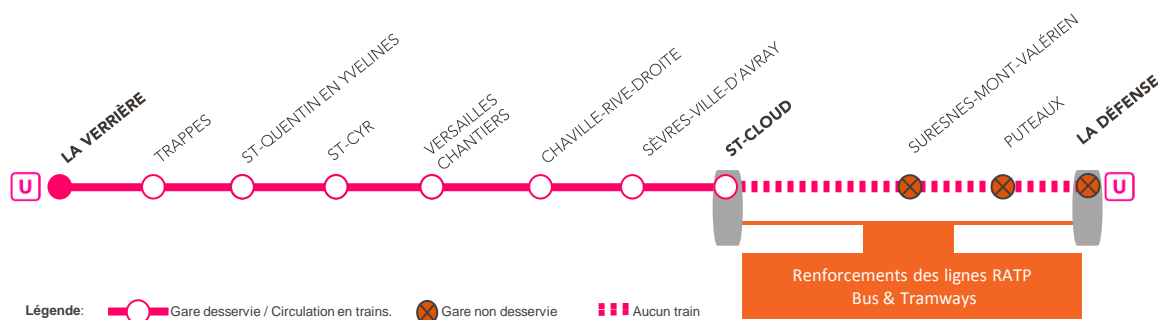 LA VERRIÈRE
TRAPPES
ST-QUENTIN EN YVELINES
ST-CYR
VERSAILLES
CHANTIERS
CHAVILLE-RIVE-DROITE
SÈVRES-VILLE-D'AVRAY
ST-CLOUD
SURESNES-MONT-VALÉRIEN
PUTEAUX
LA DÉFENSE
U
U
Renforcements des lignes RATP
Bus & Tramways
Légende: Gare desservie / Circulation en trains. Gare non desservie Aucun train